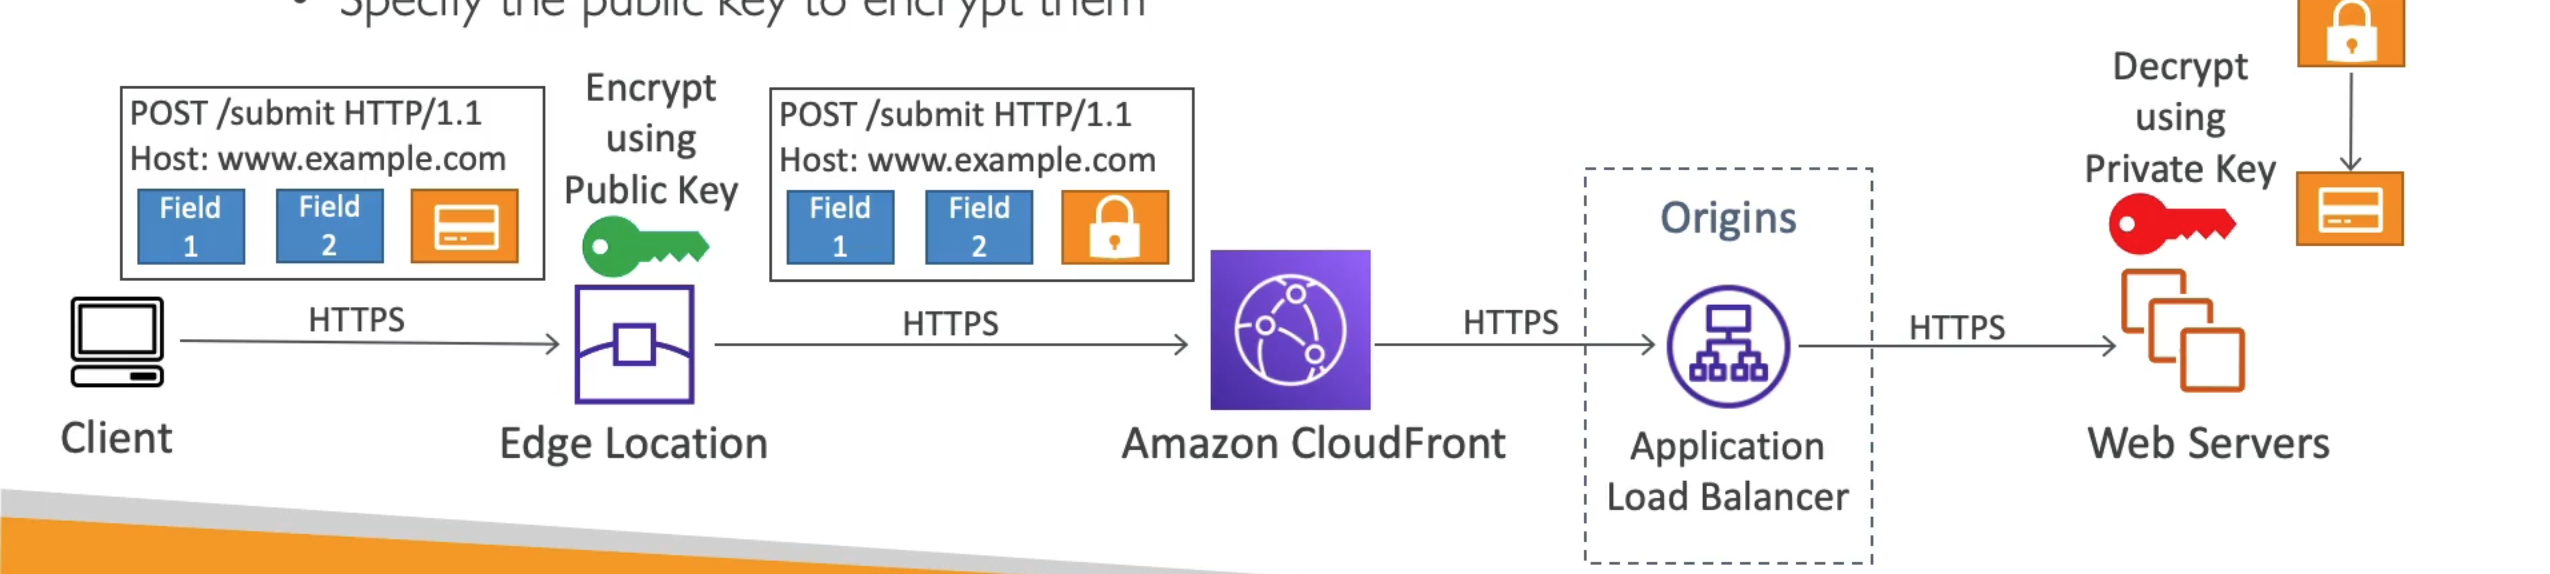 • Specify the public key to encrypt them
POST /submit HTTP/1.1
Host: www.example.com
Field
1
Field
2
Encrypt
using
Public Key
POST /submit HTTP/1.1
Host: www.example.com
Field
1
Field
2
Origins
Decrypt
using
Private Key
HTTPS
HTTPS
HTTPS
HTTPS
Client
Edge Location
Amazon CloudFront
Application
Load Balancer
Web Servers